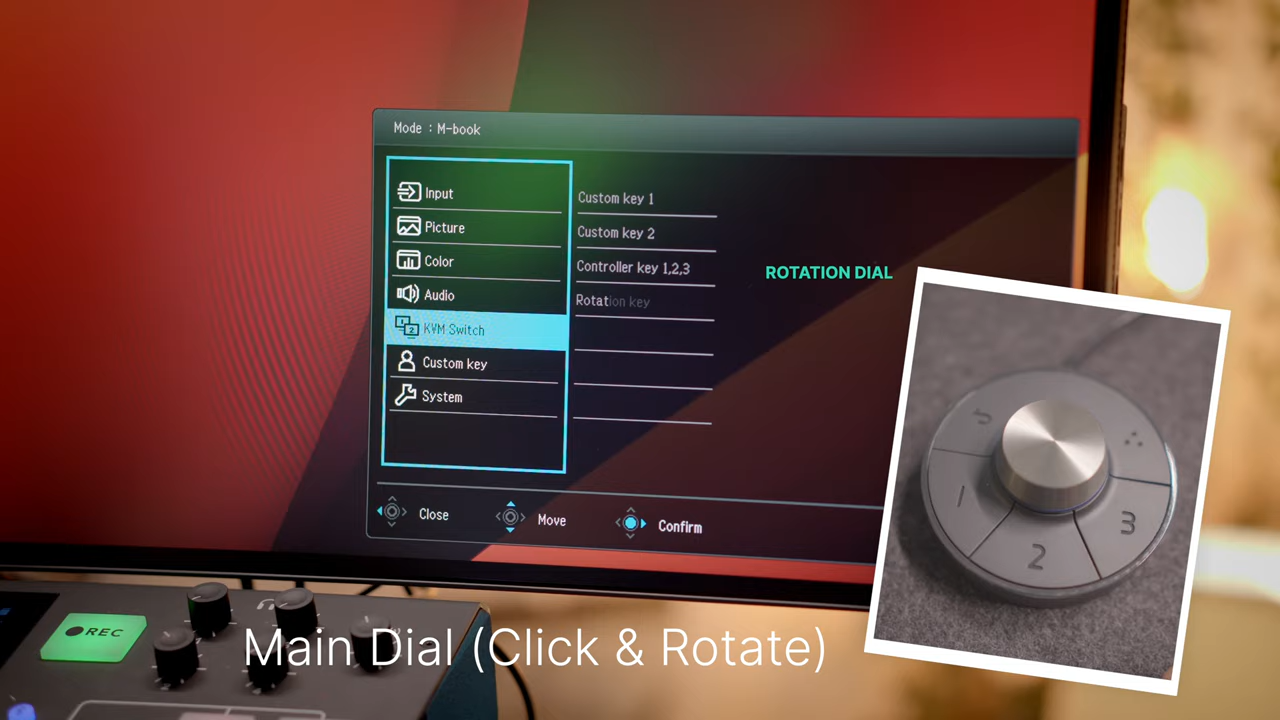 Mode : M-book
Input
Picture
Color
Audio
KVM Switch
Custom key
System
Custom key 1
Custom key 2
Controller key 1,2,3
Rotation key
Close
Move
Confirm
ROTATION DIAL
1
2
3
REC
Main Dial (Click & Rotate)